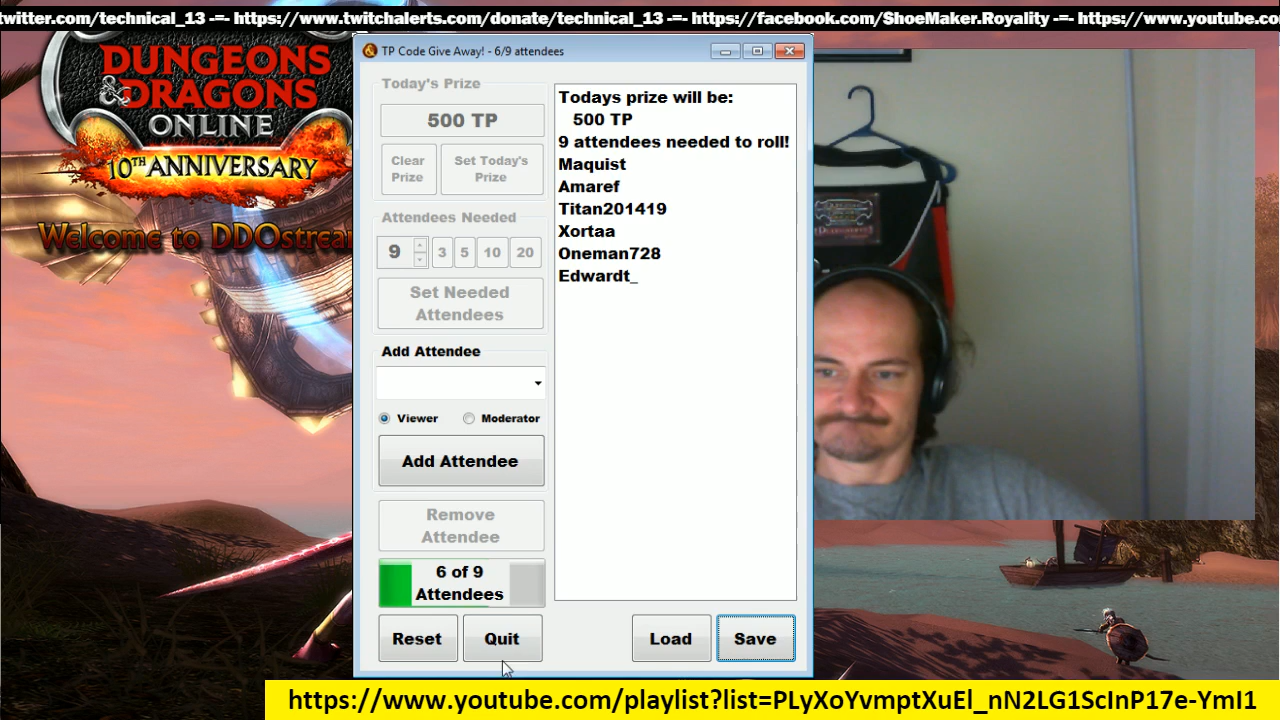 twitter.com/technical_13 -=- https://www.twitchalerts.com/donate/technical_13 -=- https://facebook.com/ShoeMaker.Royality -=- https://www.youtube.co
DUNGEONS
& DRAGONS
ONLINE
10TH ANNIVERSARY
Welcome to DDOstrea
TP Code Give Away! - 6/9 attendees
Today's Prize
500 TP
Clear Prize
Set Today's Prize
Attendees Needed
9 3 5 10 20
Set Needed
Attendees
Add Attendee
Viewer Moderator
Add Attendee
Remove
Attendee
6 of 9
Attendees
Reset Quit
Todays prize will be:
500 TP
9 attendees needed to roll!
Maquist
Amaref
Titan201419
Xortaa
Oneman728
Edwardt_
Load Save
https://www.youtube.com/playlist?list=PLyXoYvmptXuEl_nN2LG1ScInP17e-YmI1